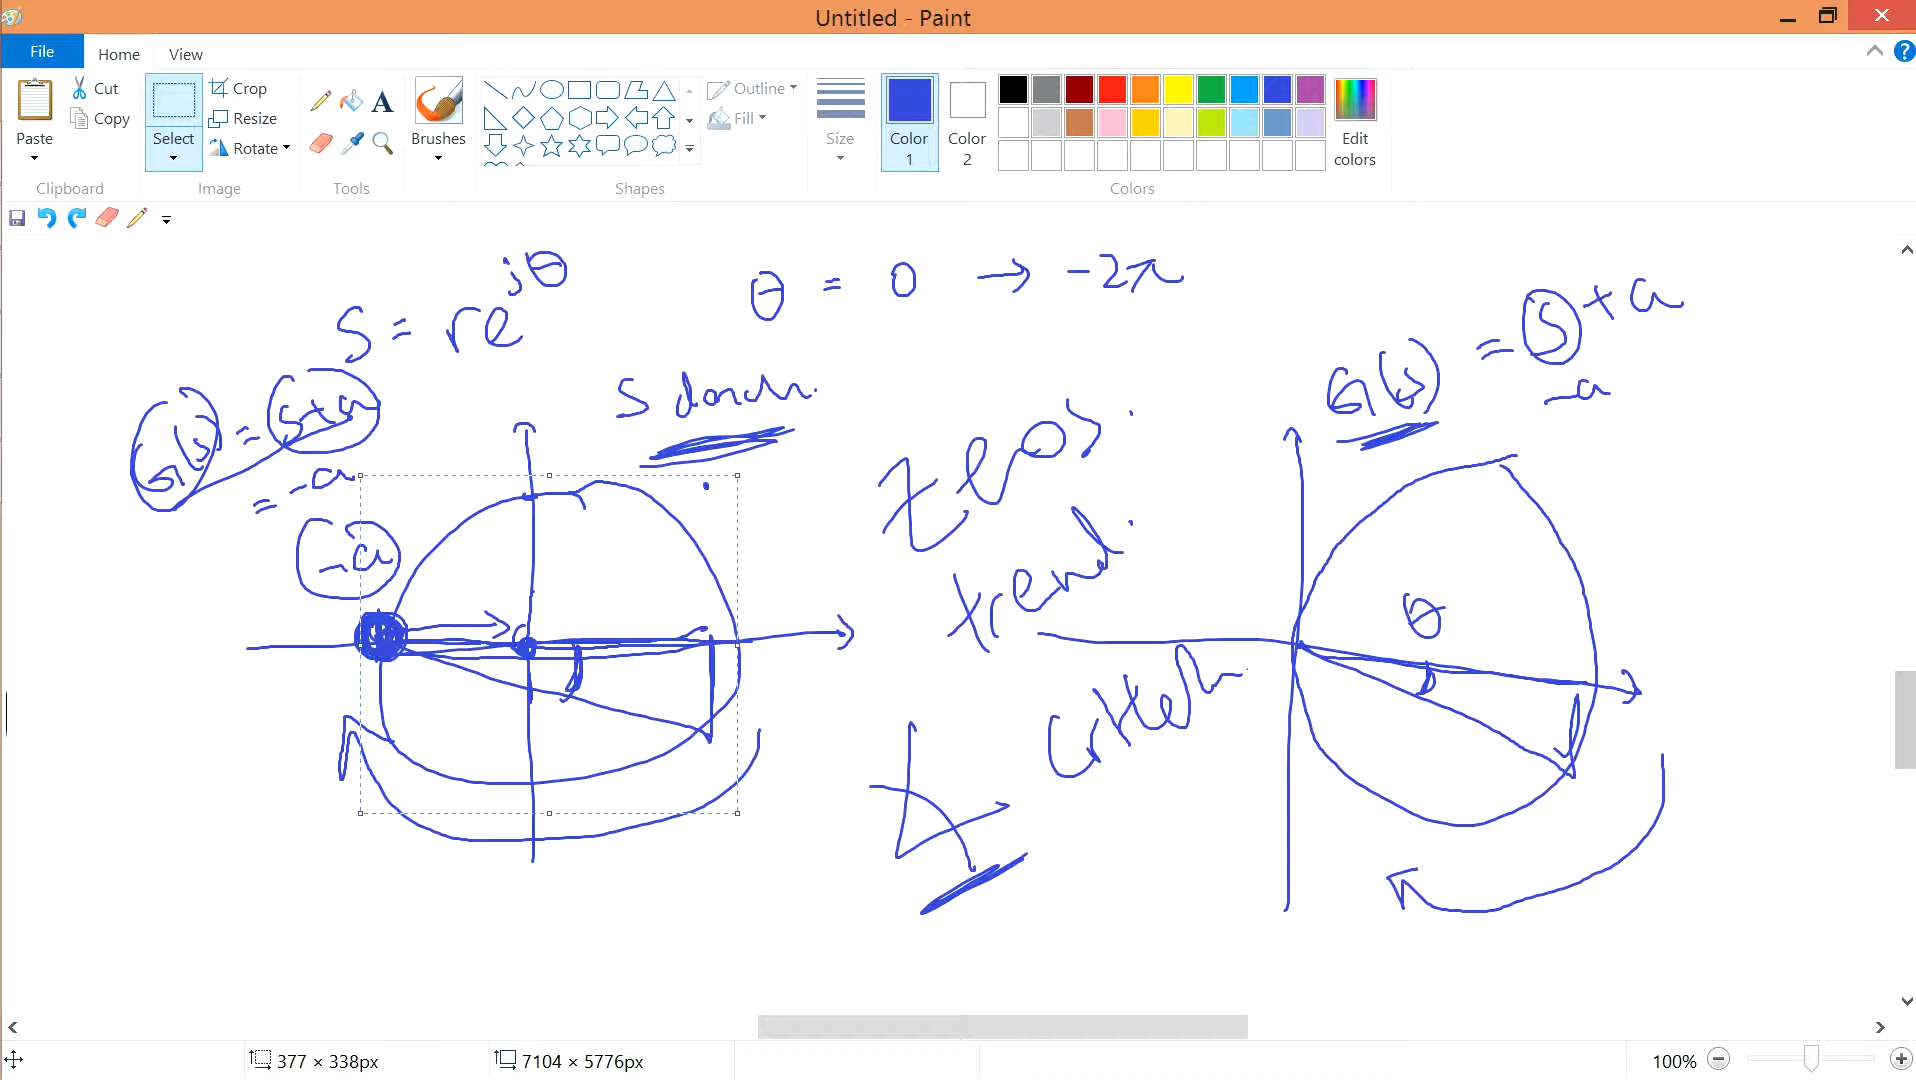 Untitled - Paint
File
Home
View
Paste
Cut
Copy
Clipboard
Select
Crop
Resize
Rotate
Image
A
Tools
Brushes
Shapes
Outline
Fill
Size
Color 1
Color 2
Edit colors
Colors
s = re^jθ
θ = 0 → -2π
G(s) = s+a
= -a
-a
s
zeros.
trend.
G(s) = s+a
-a
θ
377 × 338px
7104 × 5776px
100%